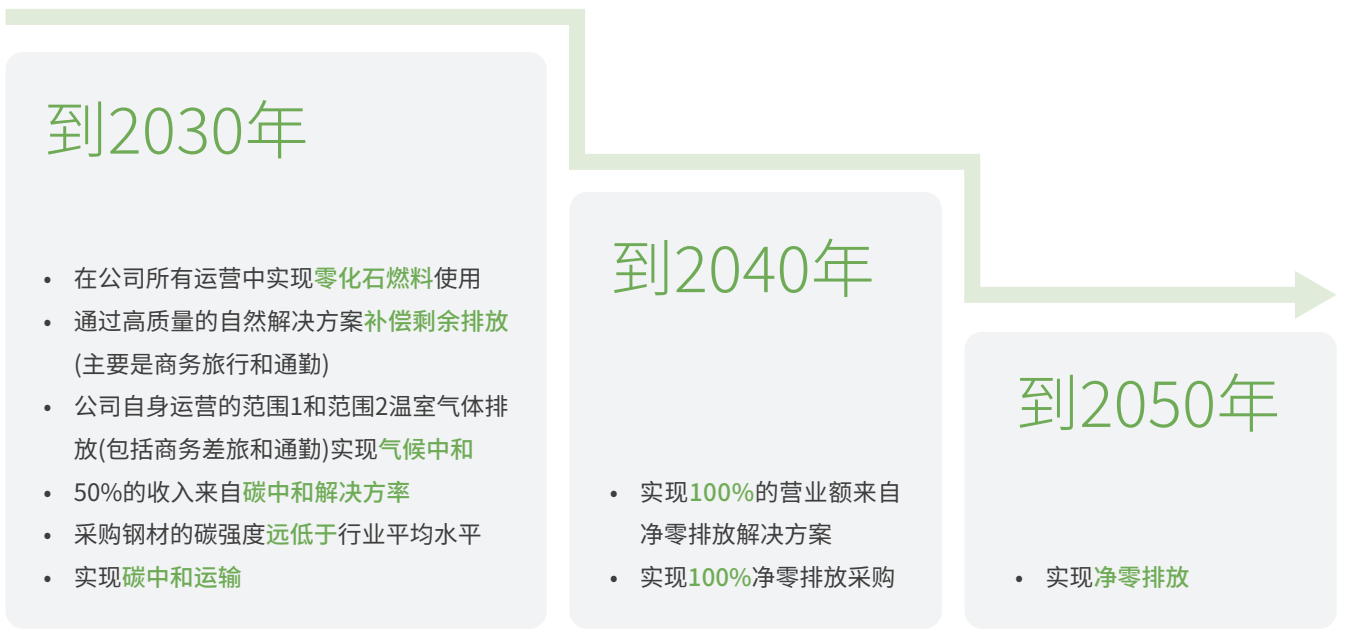 到2030年
• 在公司所有运营中实现零化石燃料使用
• 通过高质量的自然解决方案补偿剩余排放
(主要是商务旅行和通勤)
• 公司自身运营的范围1和范围2温室气体排
放(包括商务差旅和通勤)实现气候中和
• 50%的收入来自碳中和解决方率
• 采购钢材的碳强度远低于行业平均水平
• 实现碳中和运输
到2040年
• 实现100%的营业额来自
净零排放解决方案
• 实现100%净零排放采购
到2050年
• 实现净零排放